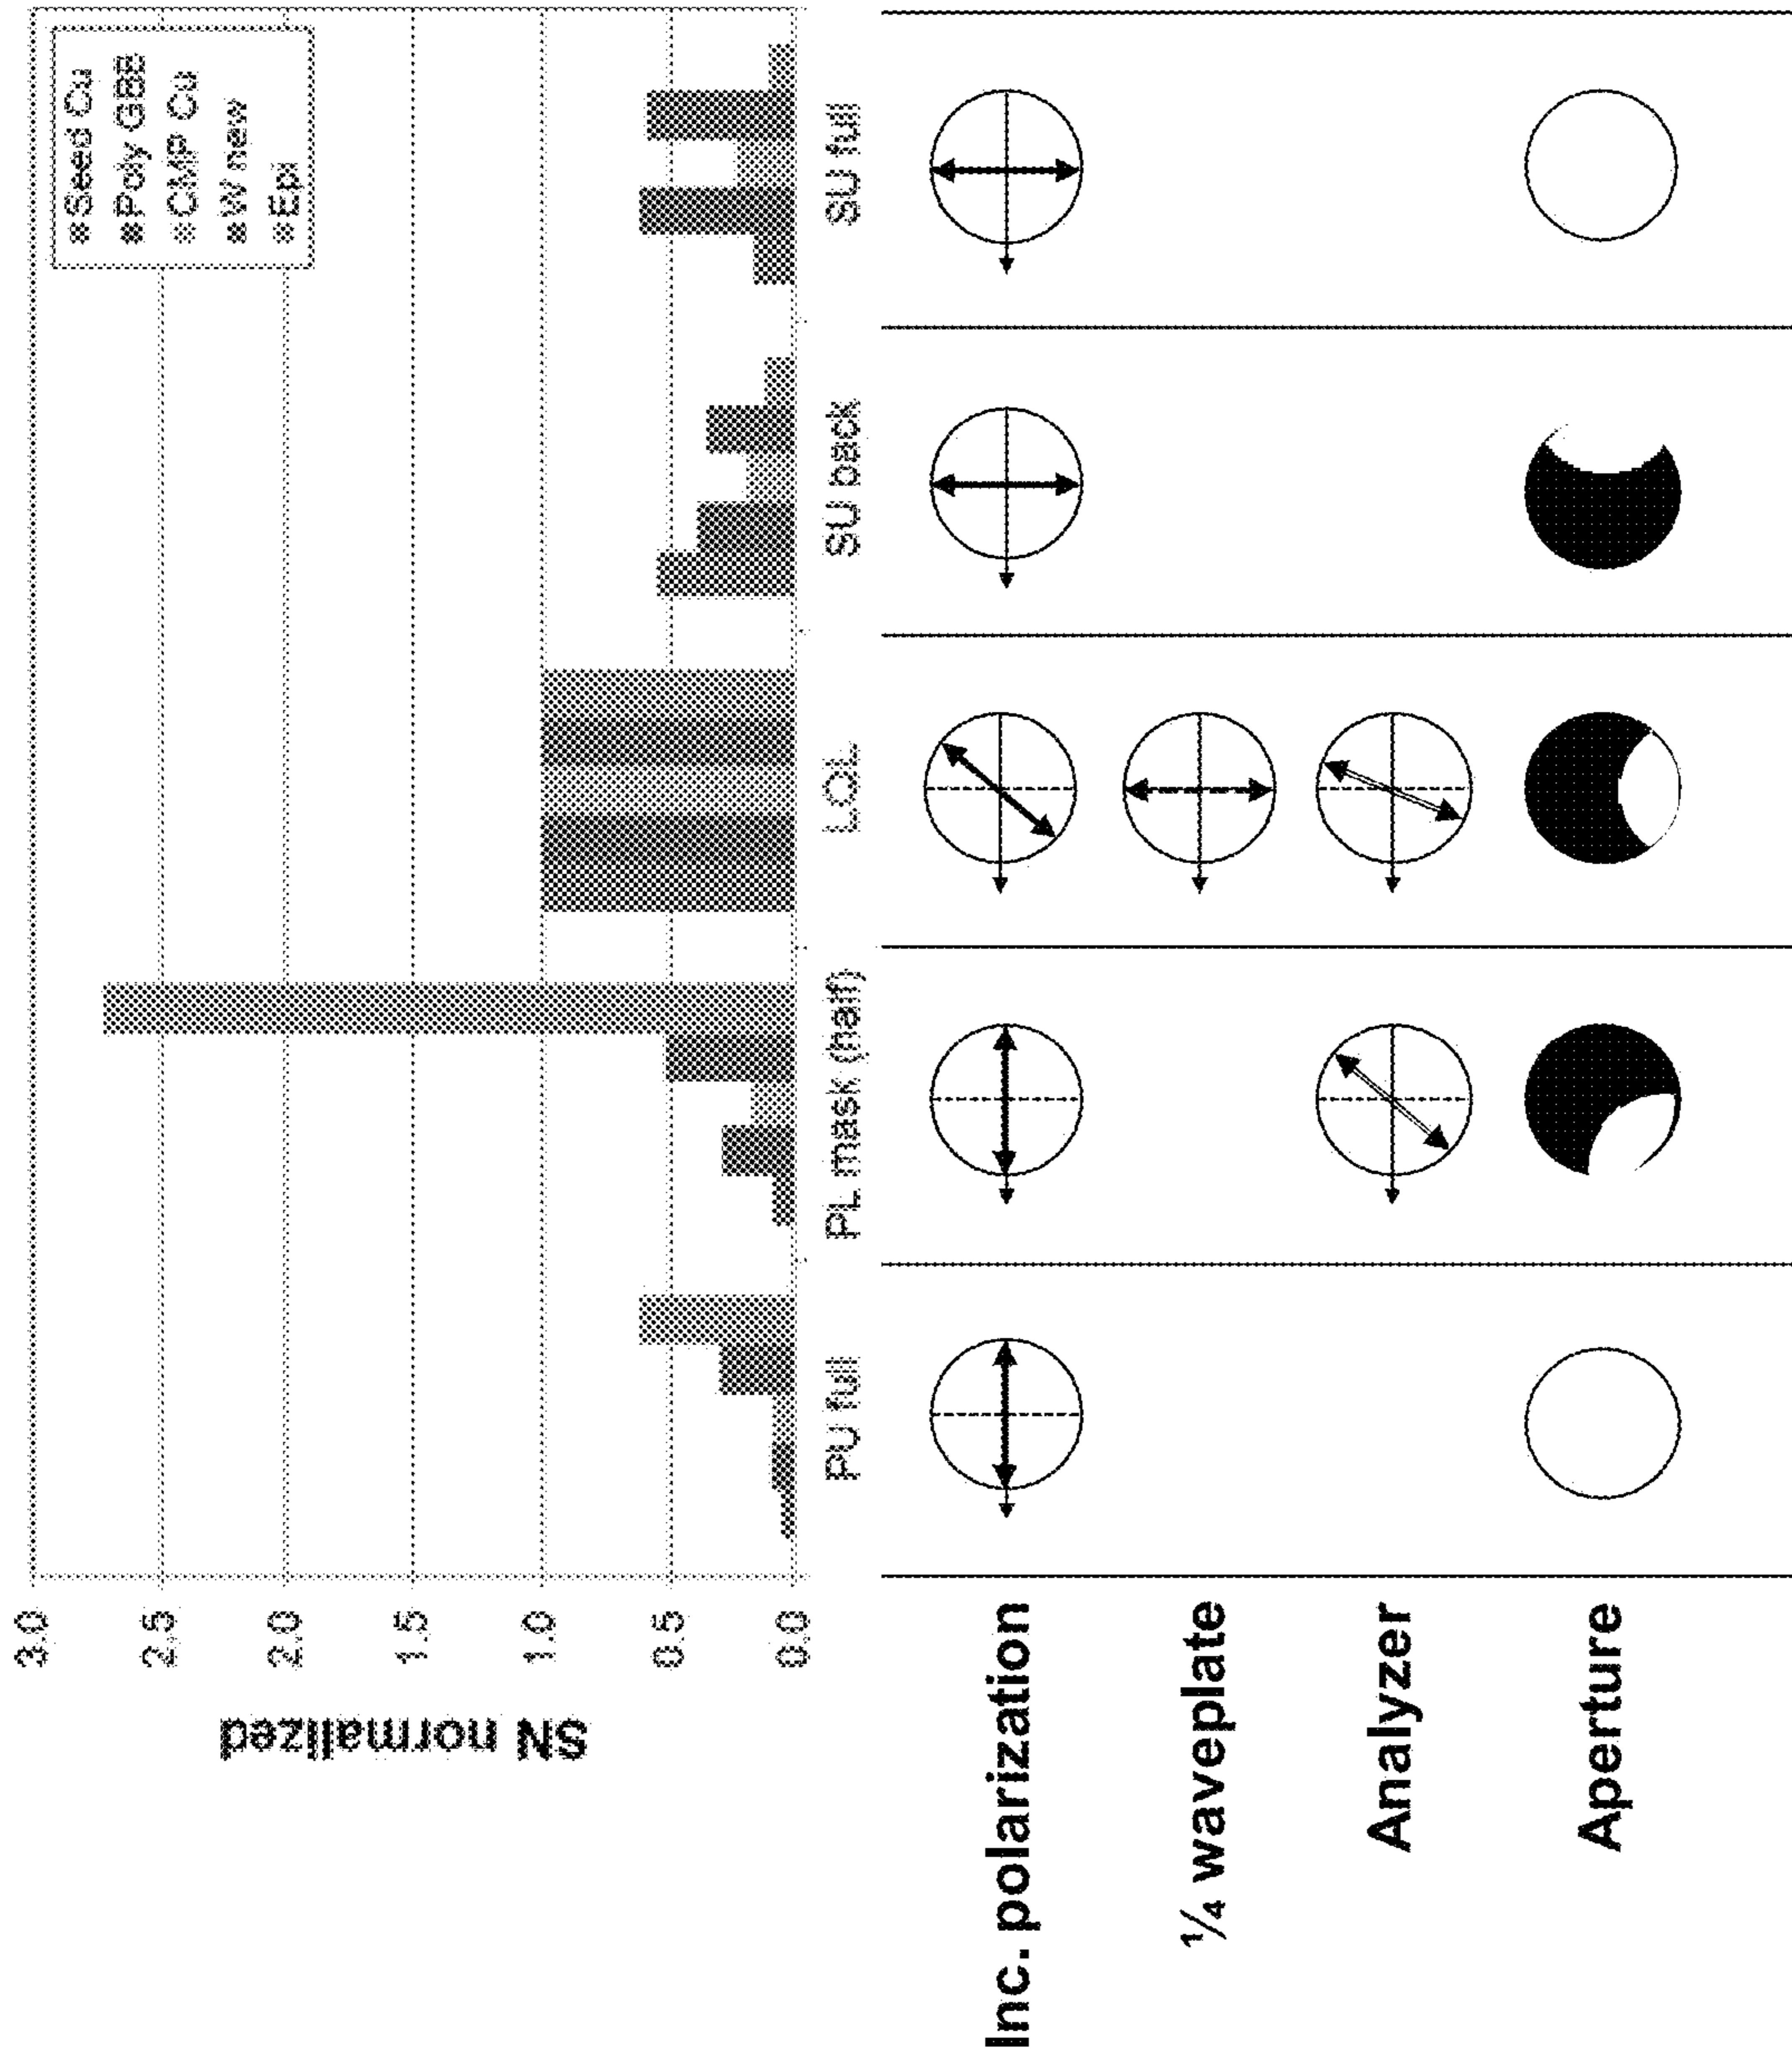 3.0
2.5
2.0
1.5
1.0
0.5
0.0
SN normalized
Seed Cu
Poly GBE
CMP Cu
W new
Epi
PU full
PL mask (half)
LQL
SU back
SU full
Inc. polarization
¼ waveplate
Analyzer
Aperture